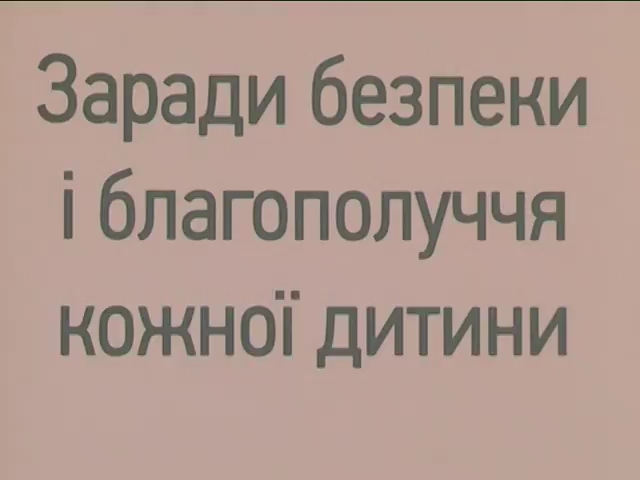 Заради безпеки
і благополуччя
кожної дитини